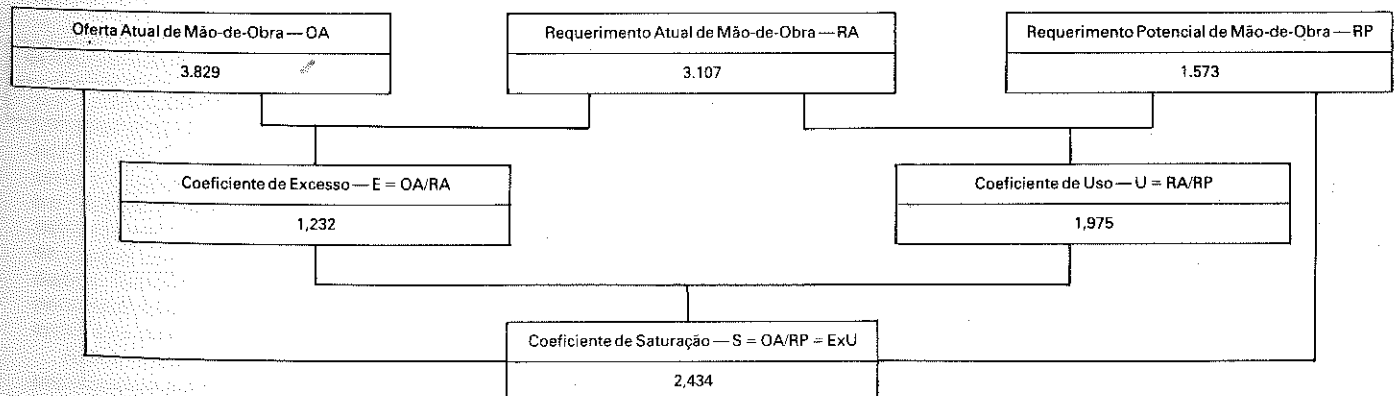 Oferta Atual de Mão-de-Obra — OA
3.829
Requerimento Atual de Mão-de-Obra — RA
3.107
Requerimento Potencial de Mão-de-Obra — RP
1.573
Coeficiente de Excesso — E = OA/RA
1,232
Coeficiente de Uso — U = RA/RP
1,975
Coeficiente de Saturação — S = OA/RP = ExU
2,434